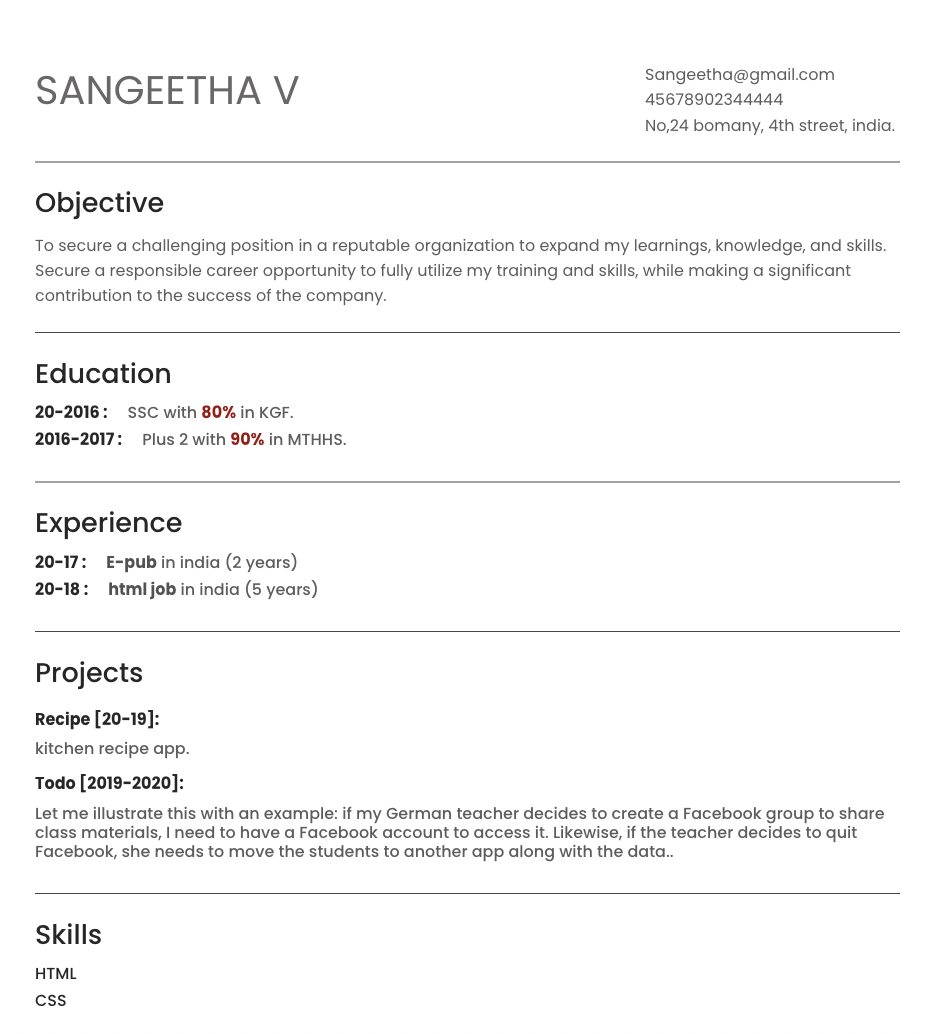 SANGEETHA V
Sangeetha@gmail.com
45678902344444
No,24 bomany, 4th street, india.
Objective
To secure a challenging position in a reputable organization to expand my learnings, knowledge, and skills.
Secure a responsible career opportunity to fully utilize my training and skills, while making a significant
contribution to the success of the company.
Education
20-2016 : SSC with 80% in KGF.
2016-2017 : Plus 2 with 90% in MTHHS.
Experience
20-17 : E-pub in india (2 years)
20-18 : html job in india (5 years)
Projects
Recipe [20-19]:
kitchen recipe app.
Todo [2019-2020]:
Let me illustrate this with an example: if my German teacher decides to create a Facebook group to share
class materials, I need to have a Facebook account to access it. Likewise, if the teacher decides to quit
Facebook, she needs to move the students to another app along with the data..
Skills
HTML
CSS